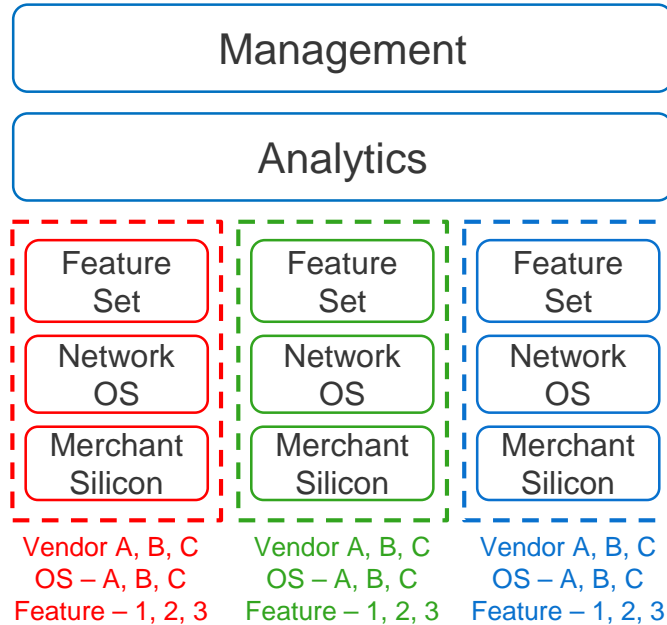 Management
Analytics
Feature
Set
Network
OS
Merchant
Silicon
Vendor A, B, C
OS – A, B, C
Feature – 1, 2, 3
Feature
Set
Network
OS
Merchant
Silicon
Vendor A, B, C
OS – A, B, C
Feature – 1, 2, 3
Feature
Set
Network
OS
Merchant
Silicon
Vendor A, B, C
OS – A, B, C
Feature – 1, 2, 3